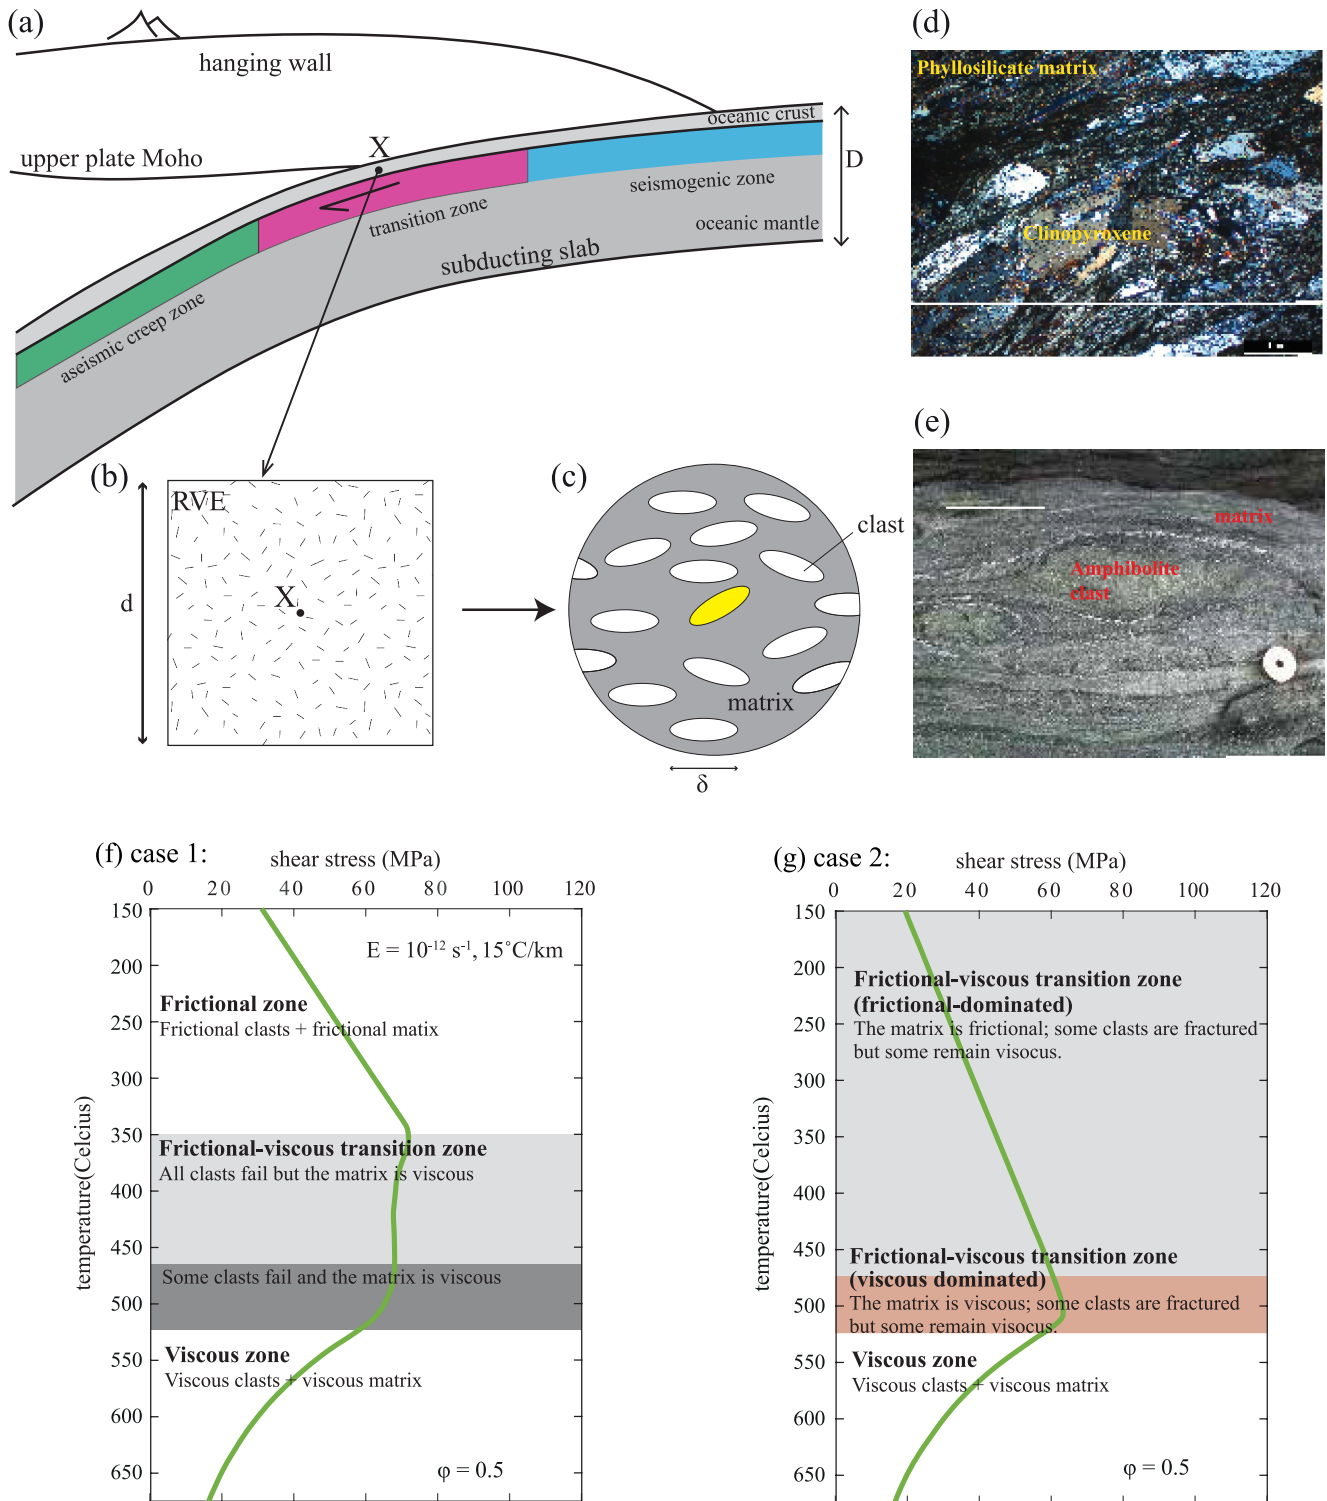 (a)
hanging wall
oceanic crust
X
upper plate Moho
D
seismogenic zone
transition zone
oceanic mantle
subducting slab
aseismic creep zone
(b)
RVE
d
X
(c)
clast
matrix
δ
(d)
Phyllosilicate matrix
Clinopyroxene
(e)
matrix
Amphibolite
clast
(f) case 1:
shear stress (MPa)
0 20 40 60 80 100 120
temperature(Celcius)
150
200
250
300
350
400
450
500
550
600
650
E = 10⁻¹² s⁻¹, 15˚C/km
Frictional zone
Frictional clasts + frictional matix
Frictional-viscous transition zone
All clasts fail but the matrix is viscous
Some clasts fail and the matrix is viscous
Viscous zone
Viscous clasts + viscous matrix
φ = 0.5
(g) case 2:
shear stress (MPa)
0 20 40 60 80 100 120
temperature(Celcius)
150
200
250
300
350
400
450
500
550
600
650
Frictional-viscous transition zone
(frictional-dominated)
The matrix is frictional; some clasts are fractured
but some remain visocus.
Frictional-viscous transition zone
(viscous dominated)
The matrix is viscous; some clasts are fractured
but some remain visocus.
Viscous zone
Viscous clasts + viscous matrix
φ = 0.5